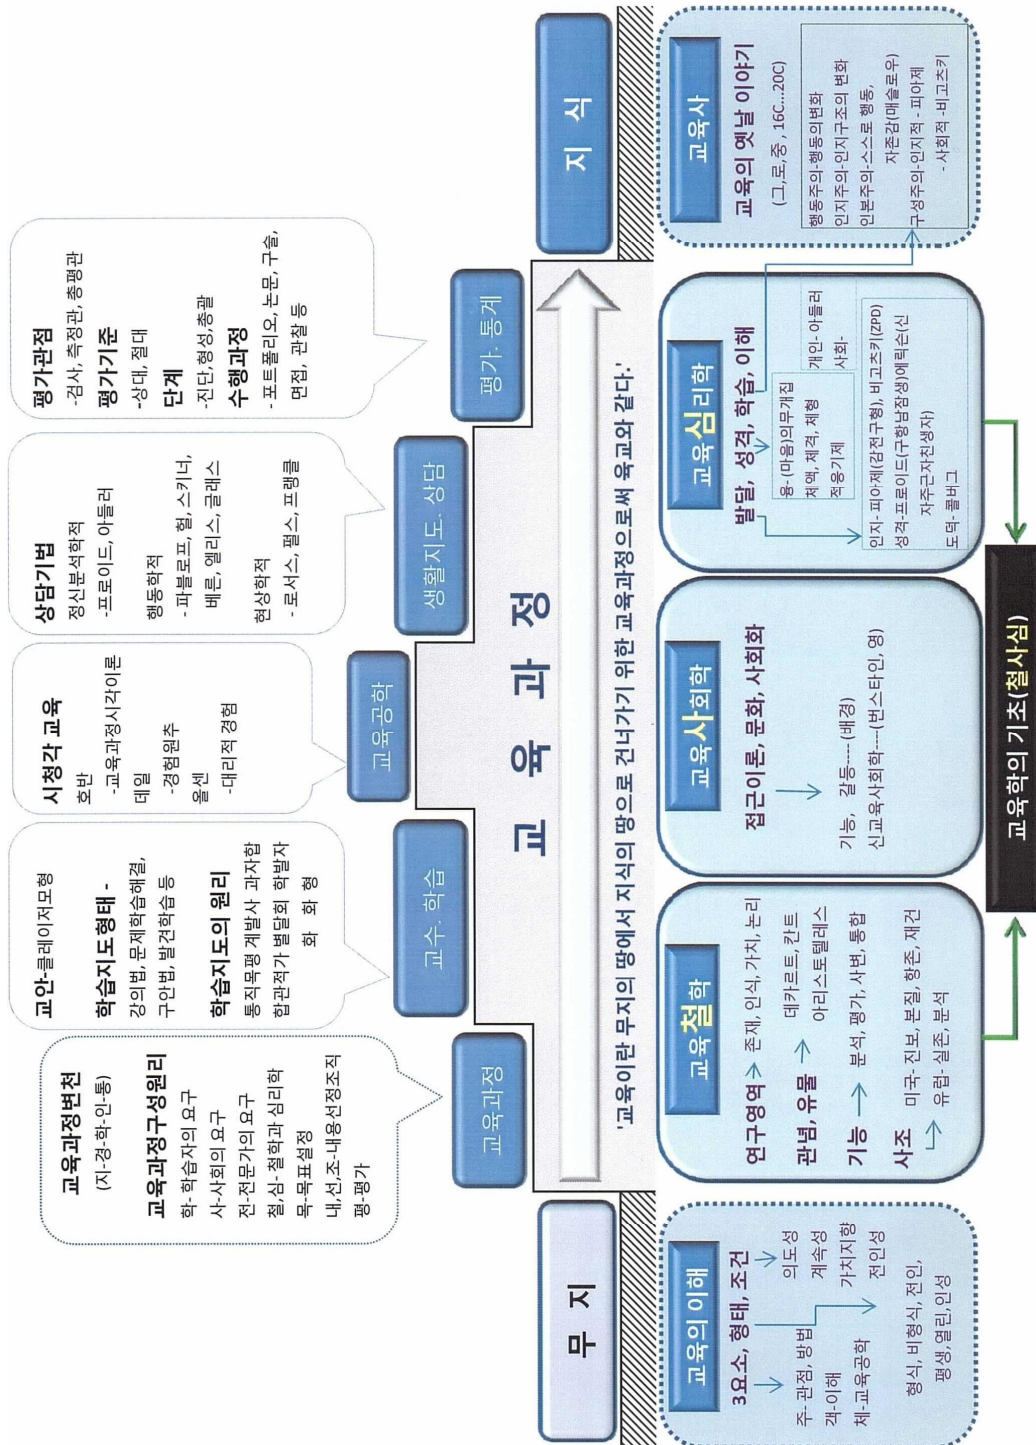 교육과정변천
(지-경-학-인-통)
교육과정구성원리
학- 학습자의 요구
사-사회의 요구
전-전문가의 요구
철,심- 철학과 심리학
목-목표설정
내,선,조-내용선정조직
평-평가
교안-글레이저모형
학습지도형태 -
강의법, 문제학습해결,
구안법, 발견학습 등
학습지도의 원리
통직목평 계발사 과자합
합관적가 별달회 학발자
화 화 형
시청각 교육
호반
-교육과정시각이론
데일
-경험원추
올센
-대리적 경험
상담기법
정신분석학적
-프로이드, 아들러
행동학적
- 파블로프, 헐, 스키너,
베른, 엘리스, 글래스
현상학적
- 로저스, 펄스, 프랭클
평가관점
-검사, 측정관, 총평관
평가기준
-상대, 절대
단계
-진단,형성,총괄
수행과정
- 포트폴리오, 논문, 구술,
면접, 관찰 등
교육과정
교수. 학습
교육공학
생활지도. 상담
평가. 통계
무 지
교 육 과 정
지 식
'교육이란 무지의 땅에서 지식의 땅으로 건너가기 위한 교육과정으로써 육교와 같다.'
교육의 이해
3요소, 형태, 조건
주- 관점, 방법
객-이해
체-교육공학
의도성
계속성
가치지향
전인성
형식, 비형식, 전인,
평생,열린,인성
교육철학
연구영역 존재, 인식, 가치, 논리
관념, 유물
데카르트, 칸트
아리스토텔레스
기능 분석, 평가, 사변, 통합
사조
미국- 진보, 본질, 항존, 재건
유럽- 실존, 분석
교육사회학
접근이론, 문화, 사회화
기능, 갈등----(배경)
신교육사회학---(번스타인, 영)
교육심리학
발달, 성격, 학습, 이해
융- (마음)의무개집
체액, 체격, 체형
적응기제
개인- 아들러
사회-
인지- 피아제(감전구형), 비고츠키(ZPD)
성격-프로이드(구항남잠생)에릭슨(신
자주근자친생자)
도덕- 콜버그
교육사
교육의 옛날 이야기
(그,로,중 , 16C...20C)
행동주의-행동의변화
인지주의-인지구조의 변화
인본주의-스스로 행동,
자존감(매슬로우)
구성주의-인지적 - 피아제
- 사회적 -비고츠키
교육학의 기초(철사심)